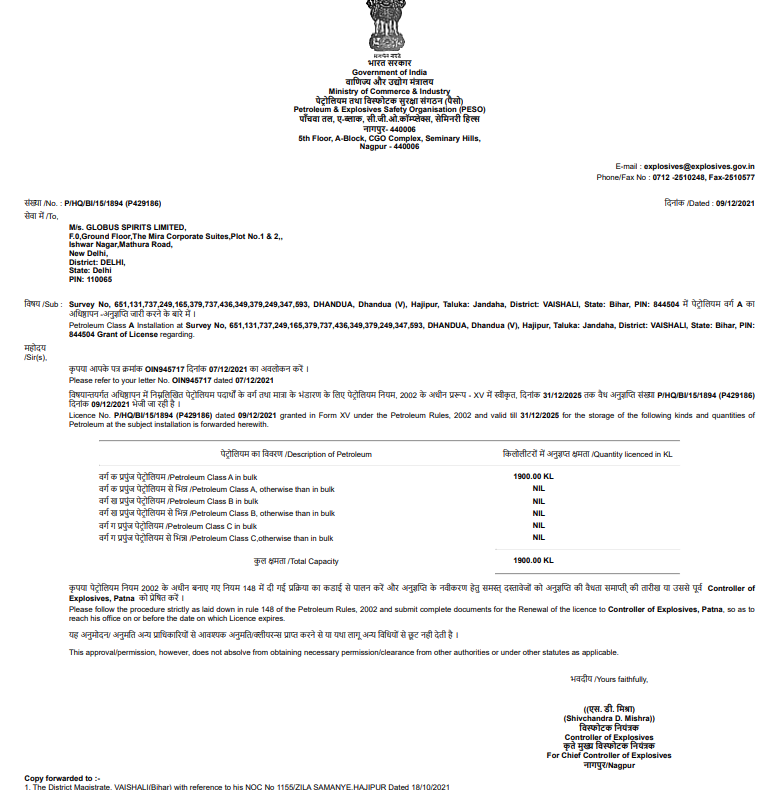 सत्यमेव जयते
भारत सरकार
Government of India
वाणिज्य और उद्योग मंत्रालय
Ministry of Commerce & Industry
पेट्रोलियम तथा विस्फोटक सुरक्षा संगठन (पैसो)
Petroleum & Explosives Safety Organisation (PESO)
पाँचवा तल, ए-ब्लाक, सी.जी.ओ.कॉम्प्लेक्स, सेमिनरी हिल्स
नागपुर- 440006
5th Floor, A-Block, CGO Complex, Seminary Hills,
Nagpur - 440006
E-mail : explosives@explosives.gov.in
Phone/Fax No : 0712 -2510248, Fax-2510577
संख्या /No. : P/HQ/BI/15/1894 (P429186) दिनांक /Dated : 09/12/2021
सेवा में /To,
M/s. GLOBUS SPIRITS LIMITED,
F.0,Ground Floor,The Mira Corporate Suites,Plot No.1 & 2,,
Ishwar Nagar,Mathura Road,
New Delhi,
District: DELHI,
State: Delhi
PIN: 110065
विषय /Sub : Survey No, 651,131,737,249,165,379,737,436,349,379,249,347,593, DHANDUA, Dhandua (V), Hajipur, Taluka: Jandaha, District: VAISHALI, State: Bihar, PIN: 844504 में पेट्रोलियम वर्ग A का
अधिष्ठापन -अनुज्ञप्ति जारी करने के बारे में ।
Petroleum Class A Installation at Survey No, 651,131,737,249,165,379,737,436,349,379,249,347,593, DHANDUA, Dhandua (V), Hajipur, Taluka: Jandaha, District: VAISHALI, State: Bihar, PIN:
844504 Grant of License regarding.
महोदय
/Sir(s),
कृपया आपके पत्र क्रमांक OIN945717 दिनांक 07/12/2021 का अवलोकन करें ।
Please refer to your letter No. OIN945717 dated 07/12/2021
विषयान्तर्गत अधिष्ठापन में निम्नलिखित पेट्रोलियम पदार्थों के वर्ग तथा मात्रा के भंडारण के लिए पेट्रोलियम नियम, 2002 के अधीन प्ररूप - XV में स्वीकृत, दिनांक 31/12/2025 तक वैध अनुज्ञप्ति संख्या P/HQ/BI/15/1894 (P429186)
दिनांक 09/12/2021 भेजी जा रही है ।
Licence No. P/HQ/BI/15/1894 (P429186) dated 09/12/2021 granted in Form XV under the Petroleum Rules, 2002 and valid till 31/12/2025 for the storage of the following kinds and quantities of
Petroleum at the subject installation is forwarded herewith.
पेट्रोलियम का विवरण /Description of Petroleum किलोलीटरों में अनुज्ञप्त क्षमता /Quantity licenced in KL
वर्ग क प्रपुंज पेट्रोलियम /Petroleum Class A in bulk 1900.00 KL
वर्ग क प्रपुंज पेट्रोलियम से भिन्न /Petroleum Class A, otherwise than in bulk NIL
वर्ग ख प्रपुंज पेट्रोलियम /Petroleum Class B in bulk NIL
वर्ग ख प्रपुंज पेट्रोलियम से भिन्न /Petroleum Class B, otherwise than in bulk NIL
वर्ग ग प्रपुंज पेट्रोलियम /Petroleum Class C in bulk NIL
वर्ग ग प्रपुंज पेट्रोलियम से भिन्न /Petroleum Class C,otherwise than in bulk NIL
कुल क्षमता /Total Capacity 1900.00 KL
कृपया पेट्रोलियम नियम 2002 के अधीन बनाए गए नियम 148 में दी गई प्रक्रिया का कडाई से पालन करें और अनुज्ञप्ति के नवीकरण हेतु समस्त दस्तावेजों को अनुज्ञप्ति की वैधता समाप्ती की तारीख या उससे पूर्व Controller of
Explosives, Patna को प्रेषित करें ।
Please follow the procedure strictly as laid down in rule 148 of the Petroleum Rules, 2002 and submit complete documents for the Renewal of the licence to Controller of Explosives, Patna, so as to
reach his office on or before the date on which Licence expires.
यह अनुमोदन/ अनुमति अन्य प्राधिकारियों से आवश्यक अनुमति/क्लीयरेन्स प्राप्त करने से या यथा लागू अन्य विधियों से छूट नही देती है ।
This approval/permission, however, does not absolve from obtaining necessary permission/clearance from other authorities or under other statutes as applicable.
भवदीय /Yours faithfully,
((एस. डी. मिश्रा)
(Shivchandra D. Mishra))
विस्फोटक नियंत्रक
Controller of Explosives
कृते मुख्य विस्फोटक नियंत्रक
For Chief Controller of Explosives
नागपुर/Nagpur
Copy forwarded to :-
1. The District Magistrate, VAISHALI(Bihar) with reference to his NOC No 1155/ZILA SAMANYE,HAJIPUR Dated 18/10/2021